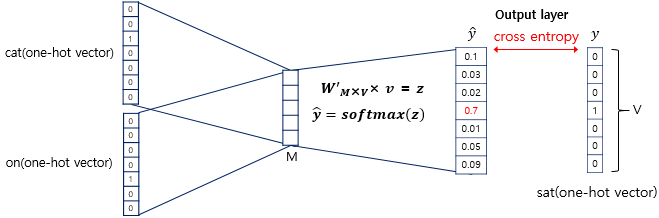 cat(one-hot vector)
0
0
1
0
0
0
0
on(one-hot vector)
0
0
0
0
1
0
0
M
W'M×V × v = z
ŷ = softmax(z)
Output layer
ŷ
cross entropy
y
0.1
0.03
0.02
0.7
0.01
0.05
0.09
0
0
0
1
0
0
0
V
sat(one-hot vector)